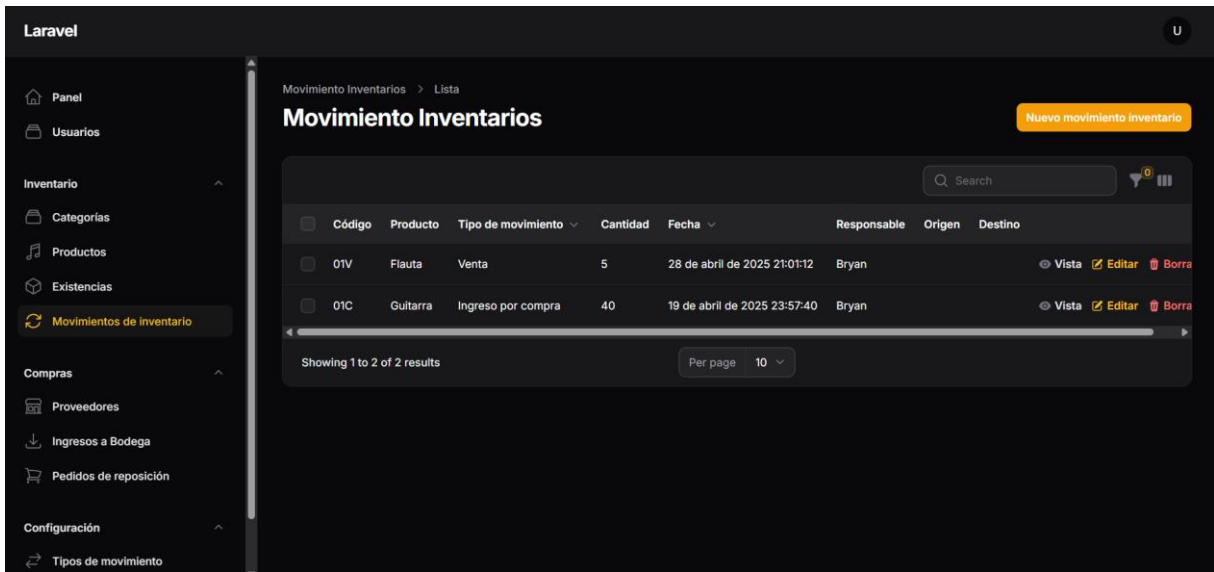 Laravel
U
Panel
Usuarios
Inventario
Categorías
Productos
Existencias
Movimientos de inventario
Compras
Proveedores
Ingresos a Bodega
Pedidos de reposición
Configuración
Tipos de movimiento
Movimiento Inventarios > Lista
Movimiento Inventarios
Nuevo movimiento inventario
Search
0
Código Producto Tipo de movimiento Cantidad Fecha Responsable Origen Destino
01V Flauta Venta 5 28 de abril de 2025 21:01:12 Bryan Vista Editar Borra
01C Guitarra Ingreso por compra 40 19 de abril de 2025 23:57:40 Bryan Vista Editar Borra
Showing 1 to 2 of 2 results
Per page 10